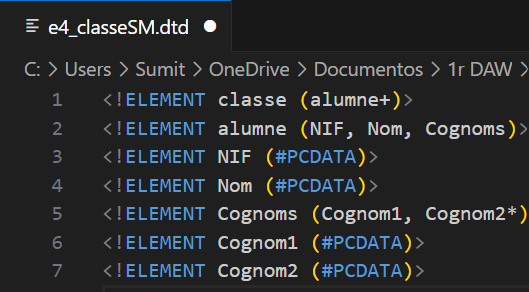 e4_classeSM.dtd
C: > Users > Sumit > OneDrive > Documentos > 1r DAW >
1 <!ELEMENT classe (alumne+)>
2 <!ELEMENT alumne (NIF, Nom, Cognoms)>
3 <!ELEMENT NIF (#PCDATA)>
4 <!ELEMENT Nom (#PCDATA)>
5 <!ELEMENT Cognoms (Cognom1, Cognom2*)
6 <!ELEMENT Cognom1 (#PCDATA)>
7 <!ELEMENT Cognom2 (#PCDATA)>